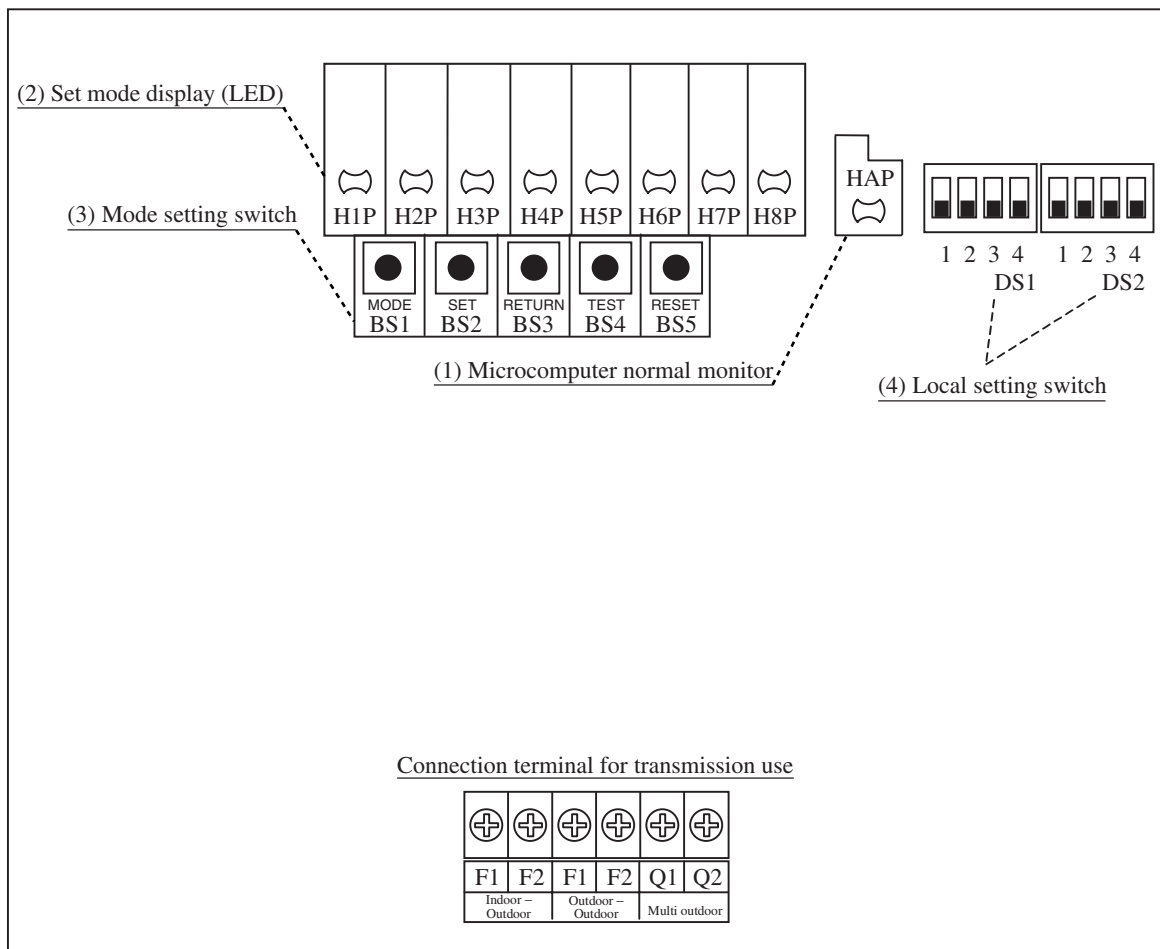 (2) Set mode display (LED)
HAP
H1P H2P H3P H4P H5P H6P H7P H8P
(3) Mode setting switch
1 2 3 4 1 2 3 4
DS1 DS2
MODE SET RETURN TEST RESET
BS1 BS2 BS3 BS4 BS5
(1) Microcomputer normal monitor
(4) Local setting switch
Connection terminal for transmission use
F1 F2 F1 F2 Q1 Q2
Indoor – Outdoor –
Outdoor Outdoor Multi outdoor